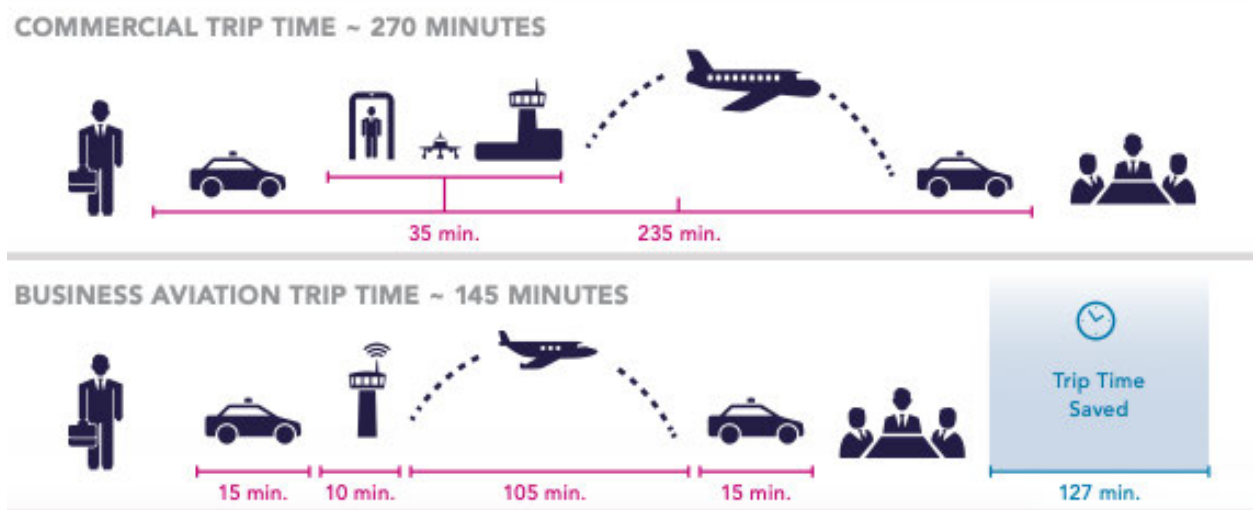 COMMERCIAL TRIP TIME ~ 270 MINUTES
35 min.
235 min.
BUSINESS AVIATION TRIP TIME ~ 145 MINUTES
Trip Time
Saved
15 min.
10 min.
105 min.
15 min.
127 min.